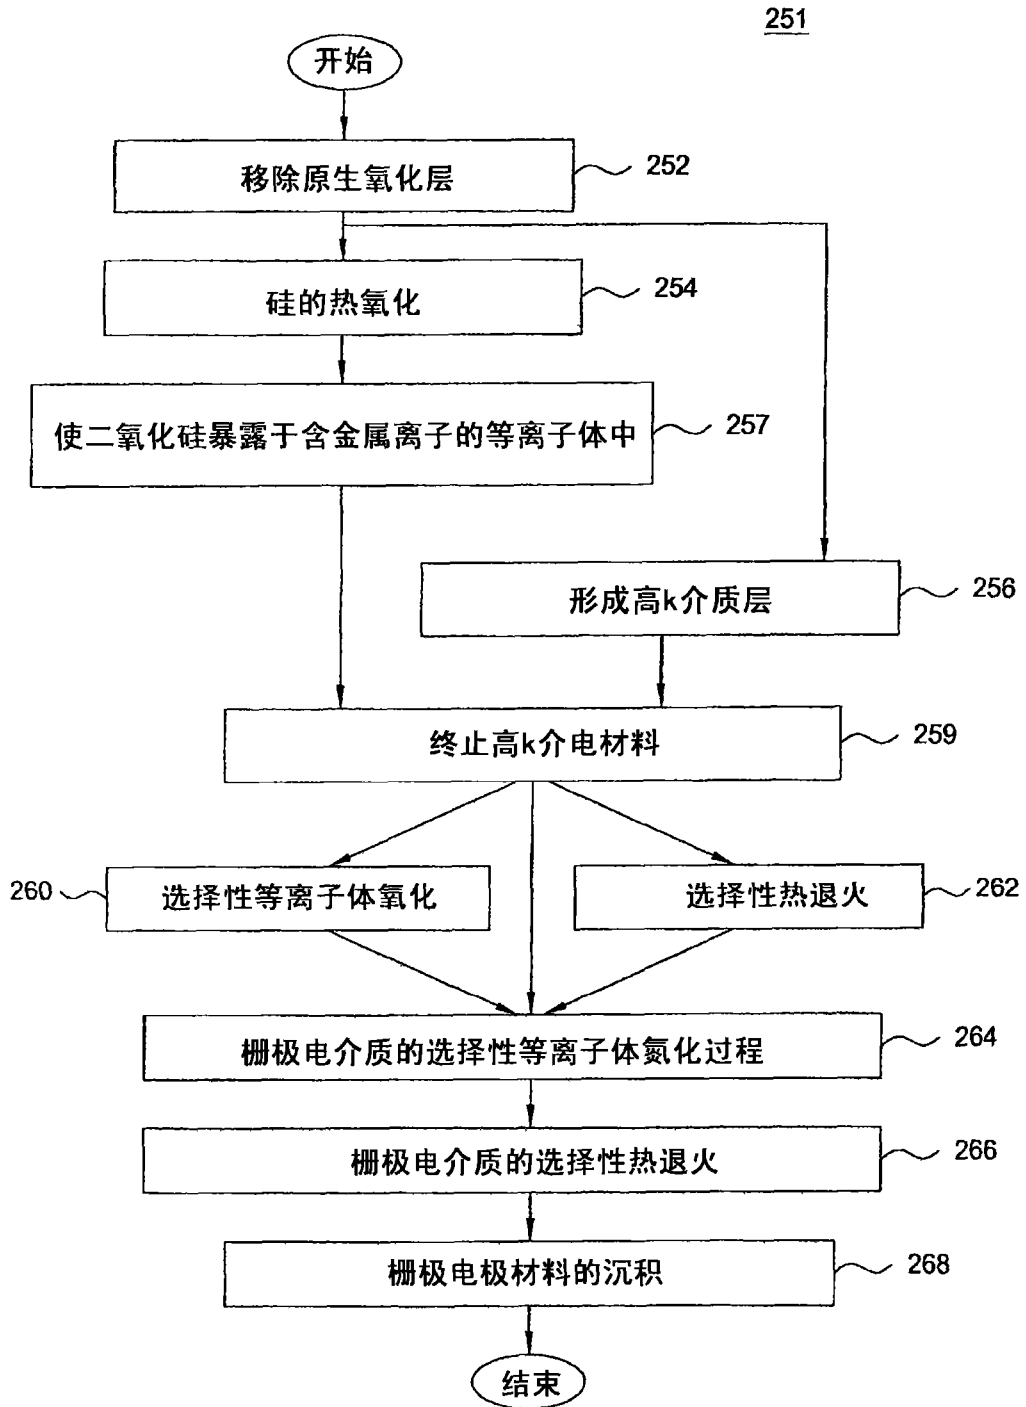 251
开始
移除原生氧化层
252
硅的热氧化
254
使二氧化硅暴露于含金属离子的等离子体中
257
形成高k介质层
256
终止高k介电材料
259
260
选择性等离子体氧化
选择性热退火
262
栅极电介质的选择性等离子体氮化过程
264
栅极电介质的选择性热退火
266
栅极电极材料的沉积
268
结束